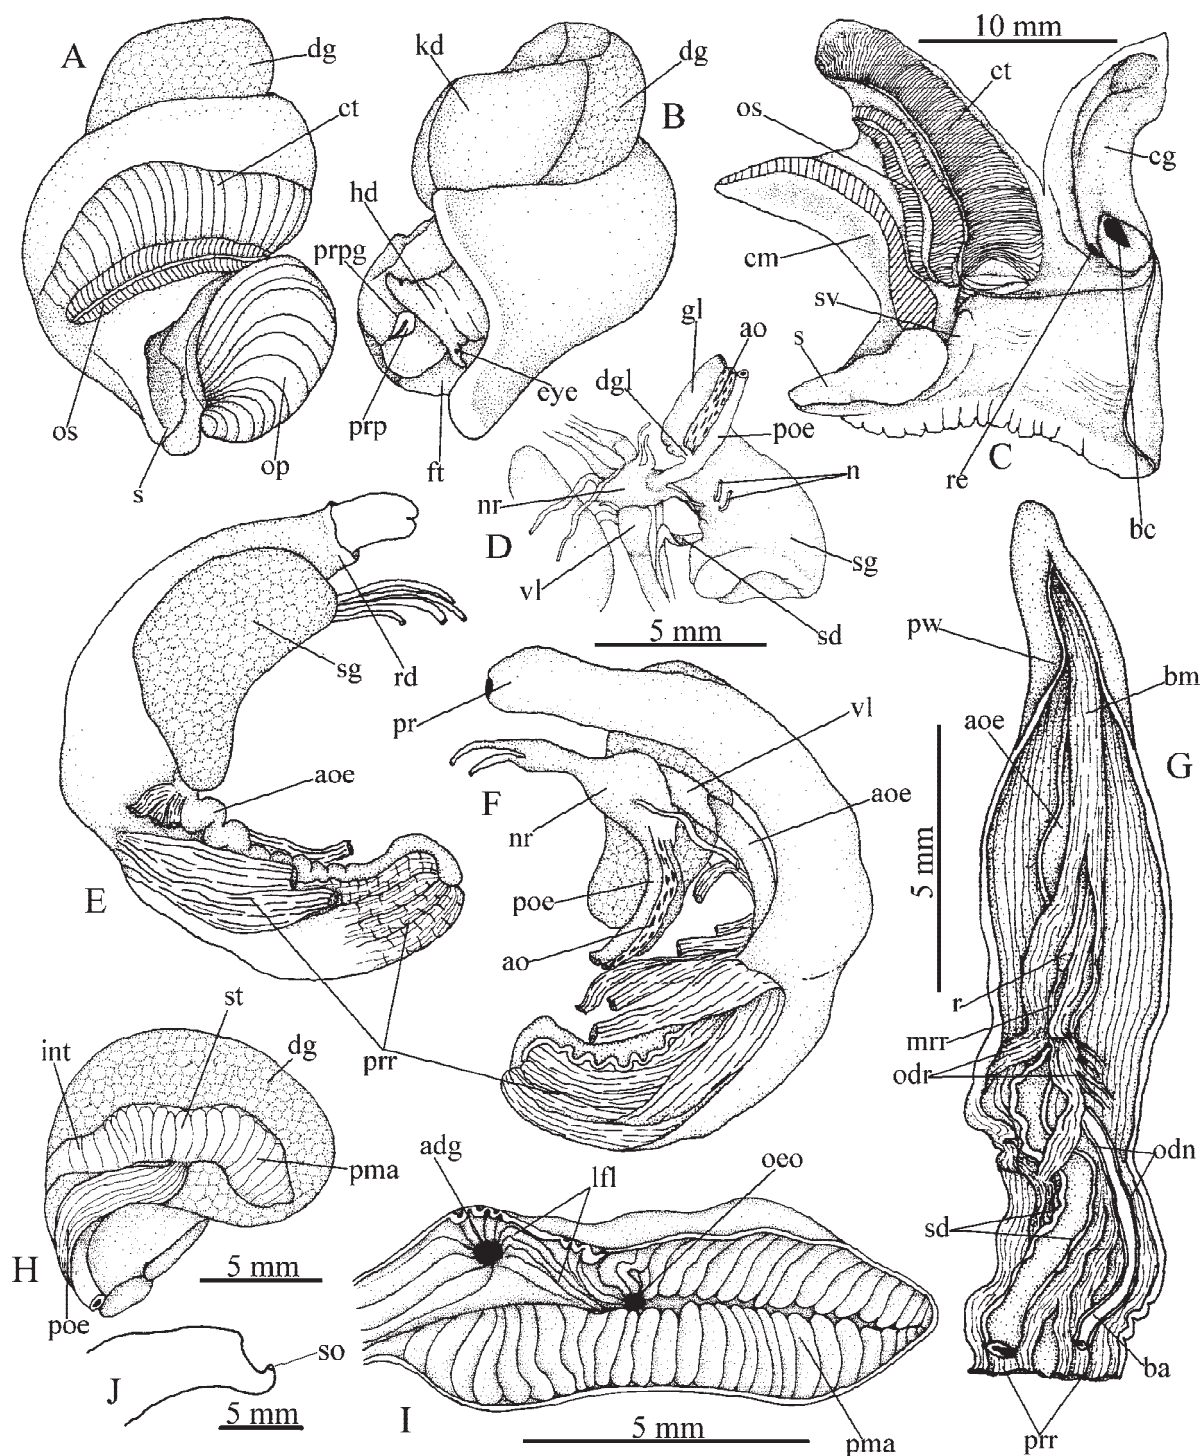 A
dg
ct
os
s
op
kd
dg
B
hd
prpg
prp
eye
ft
10 mm
ct
os
cg
cm
sv
s
C
re
bc
gl
ao
dgl
poe
n
nr
D
vl
sg
sd
5 mm
sg
rd
aoe
E
prr
pr
vl
F
aoe
nr
poe
ao
pw
bm
aoe
G
5 mm
r
mrr
odr
odn
sd
ba
prr
st
int
dg
pma
H
5 mm
poe
so
J
5 mm
adg
lfl
oeo
I
5 mm
pma